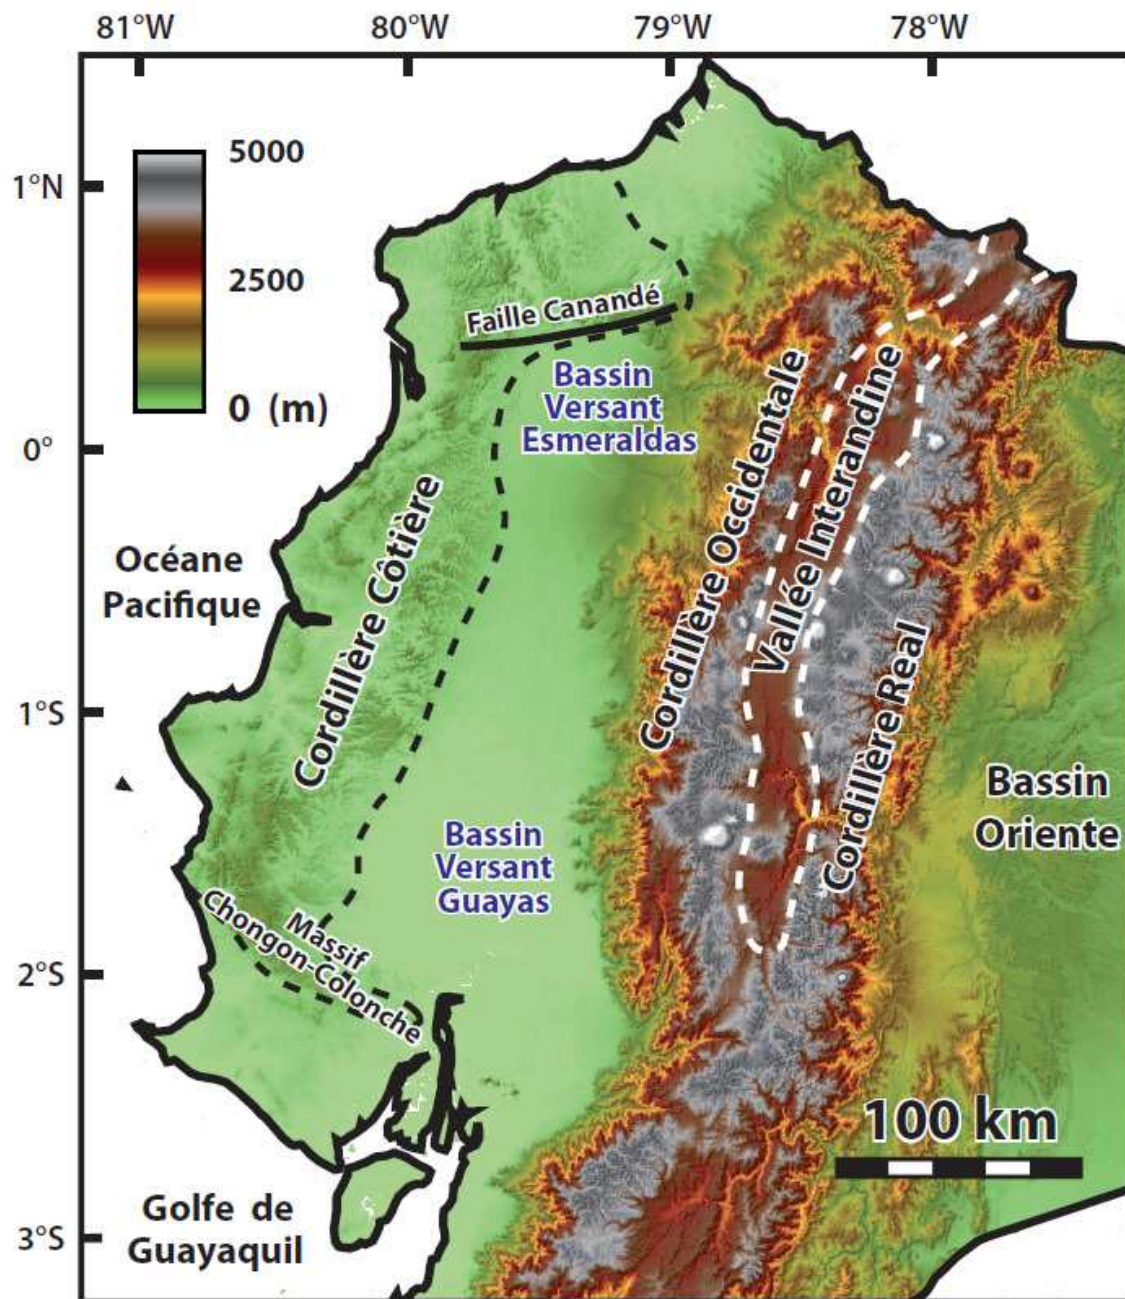 81°W 80°W 79°W 78°W
5000
1°N
2500
Faille Canandé
0 (m)
Bassin
Versant
Esmeraldas
0°
Cordillère Côtière
Cordillère Occidentale
Vallée Interandine
Cordillère Real
Océane
Pacifique
1°S
Bassin
Oriente
Bassin
Versant
Guayas
Massif
Chongon-Colonche
2°S
100 km
Golfe de
Guayaquil
3°S